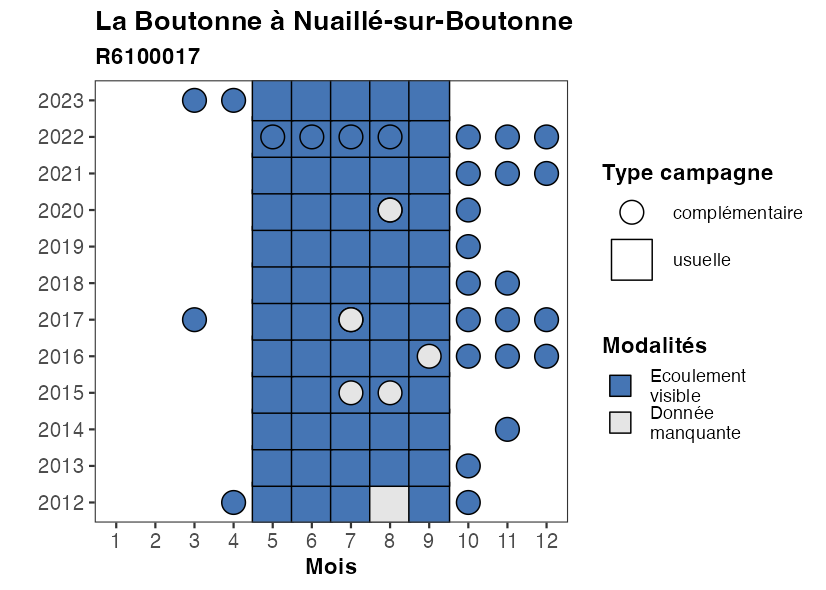 La Boutonne à Nuaillé-sur-Boutonne
R6100017
2023
2022
2021
2020
2019
2018
2017
2016
2015
2014
2013
2012
1 2 3 4 5 6 7 8 9 10 11 12
Mois
Type campagne
complémentaire
usuelle
Modalités
Ecoulement
visible
Donnée
manquante